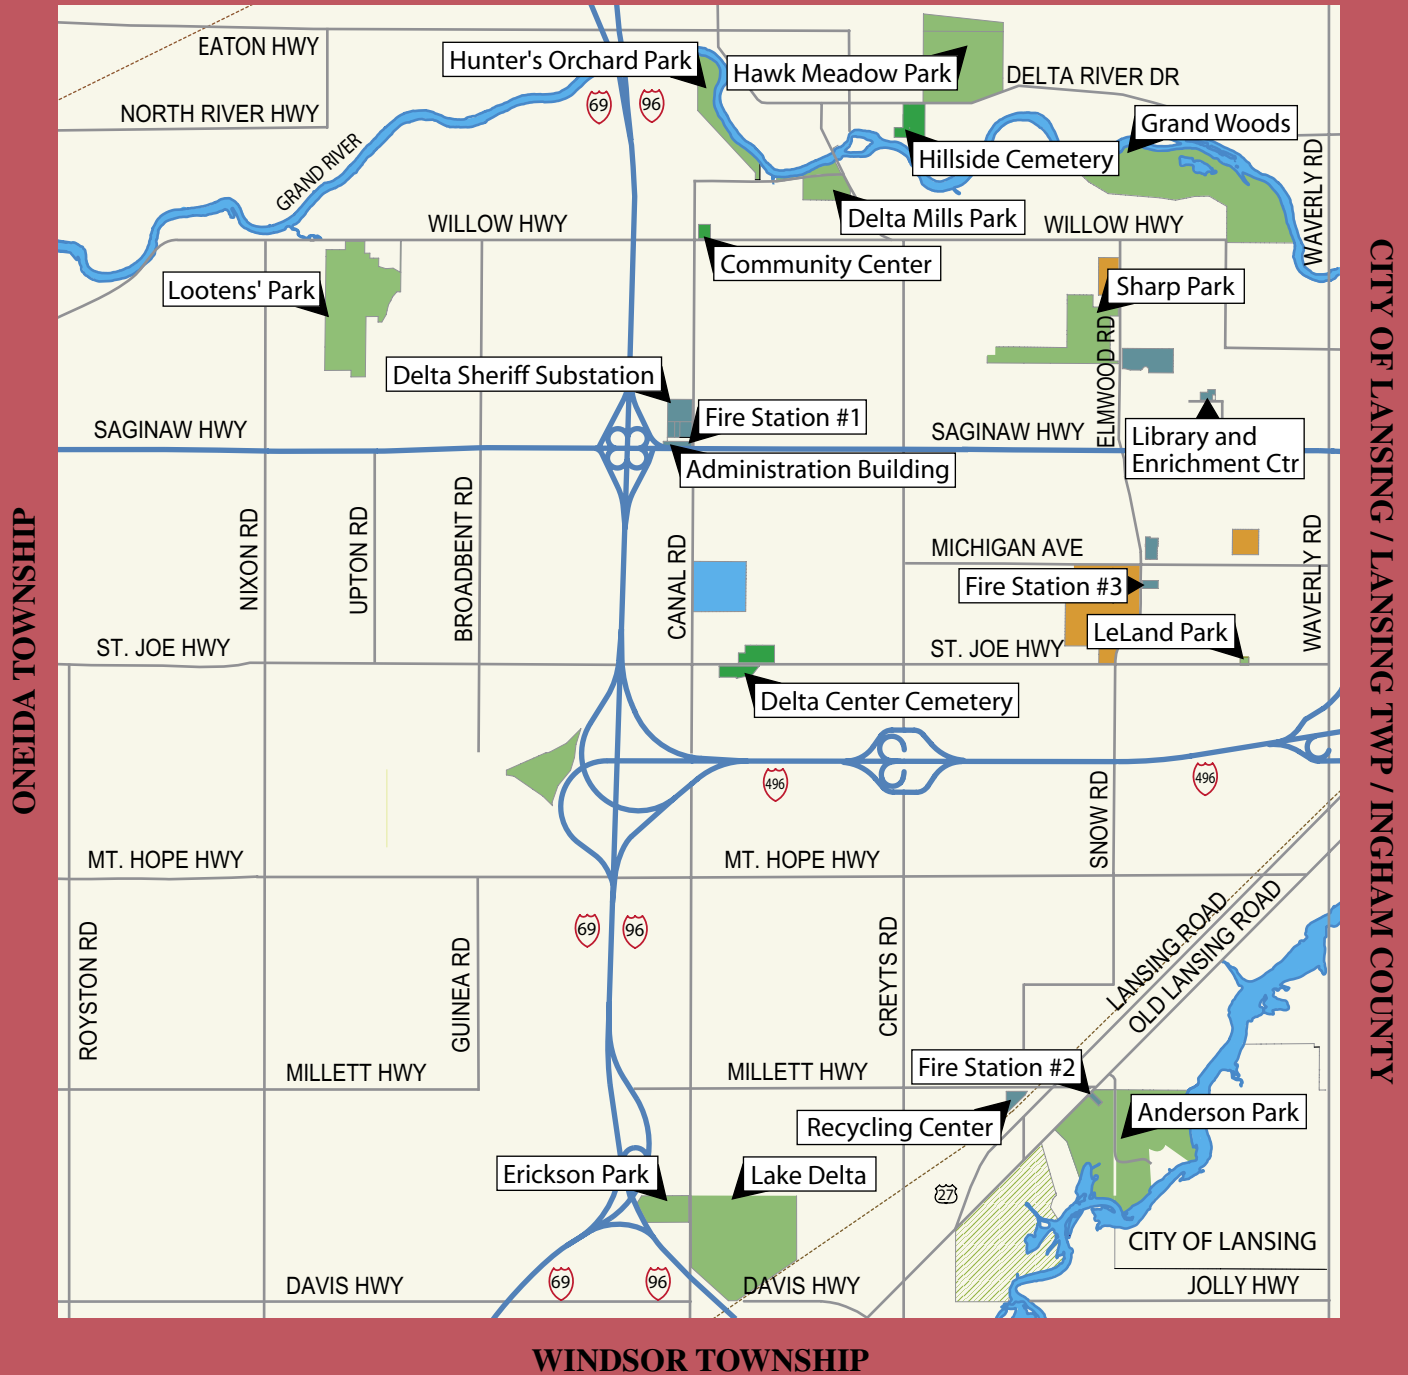 EATON HWY
Hunter's Orchard Park
Hawk Meadow Park
DELTA RIVER DR
NORTH RIVER HWY
69
96
Grand Woods
Hillside Cemetery
GRAND RIVER
WAVERLY RD
WILLOW HWY
Delta Mills Park
WILLOW HWY
Community Center
Lootens' Park
Sharp Park
ELMWOOD RD
Delta Sheriff Substation
Fire Station #1
SAGINAW HWY
SAGINAW HWY
Library and
Enrichment Ctr
Administration Building
NIXON RD
UPTON RD
BROADBENT RD
CANAL RD
MICHIGAN AVE
WAVERLY RD
Fire Station #3
LeLand Park
ST. JOE HWY
ST. JOE HWY
Delta Center Cemetery
496
496
SNOW RD
MT. HOPE HWY
MT. HOPE HWY
ROYSTON RD
GUINEA RD
69
96
CREYTS RD
LANSING ROAD
OLD LANSING ROAD
MILLETT HWY
MILLETT HWY
Fire Station #2
Recycling Center
Anderson Park
Erickson Park
Lake Delta
27
CITY OF LANSING
DAVIS HWY
69
96
DAVIS HWY
JOLLY HWY
ONEIDA TOWNSHIP
CITY OF LANSING / LANSING TWP / INGHAM COUNTY
WINDSOR TOWNSHIP